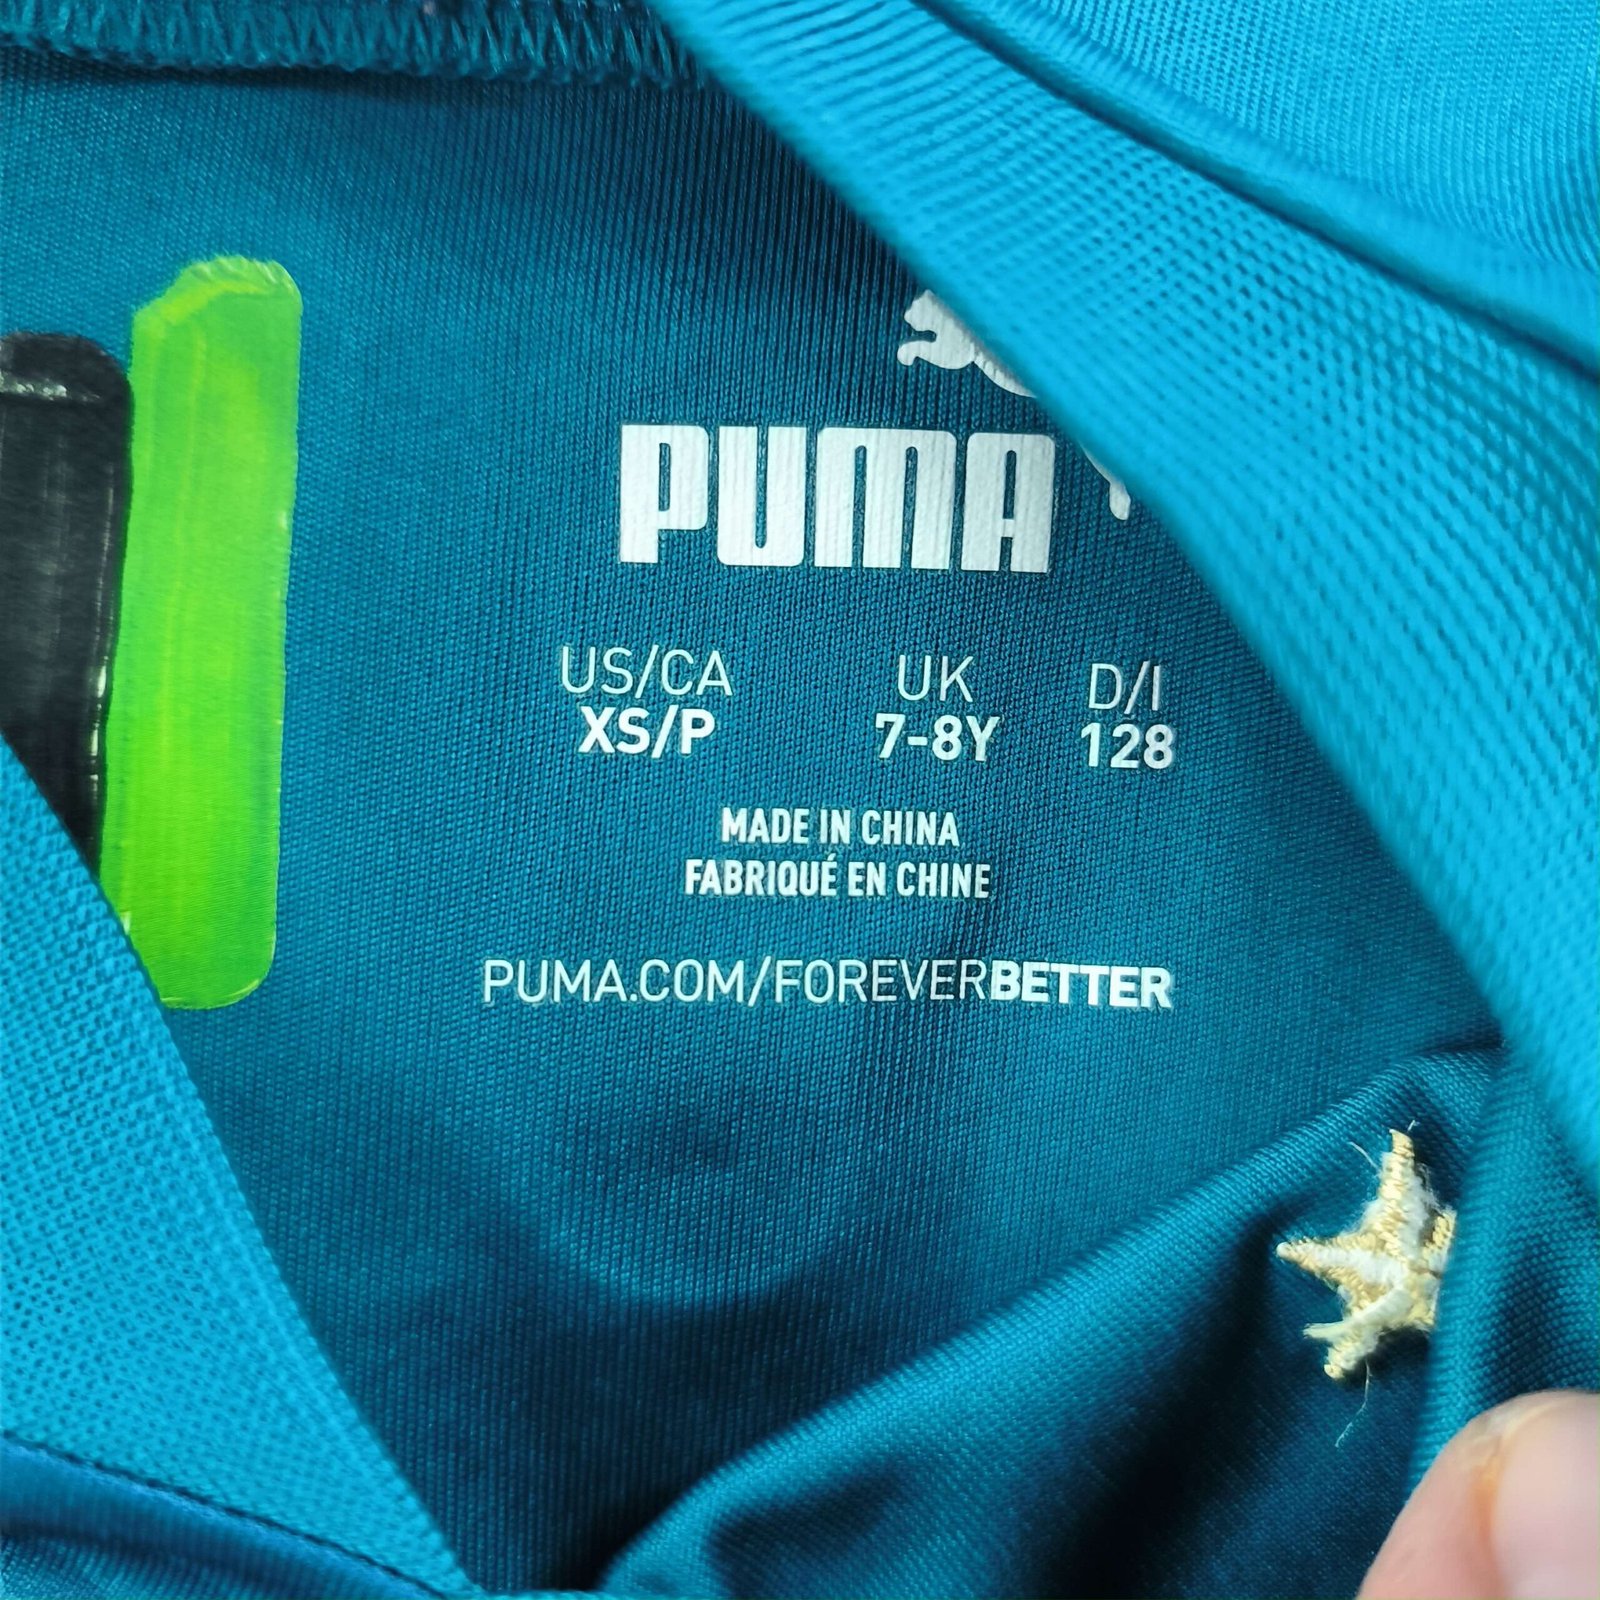 PUMA
US/CA UK D/I
XS/P 7-8Y 128
MADE IN CHINA
FABRIQUÉ EN CHINE
PUMA.COM/FOREVERBETTER